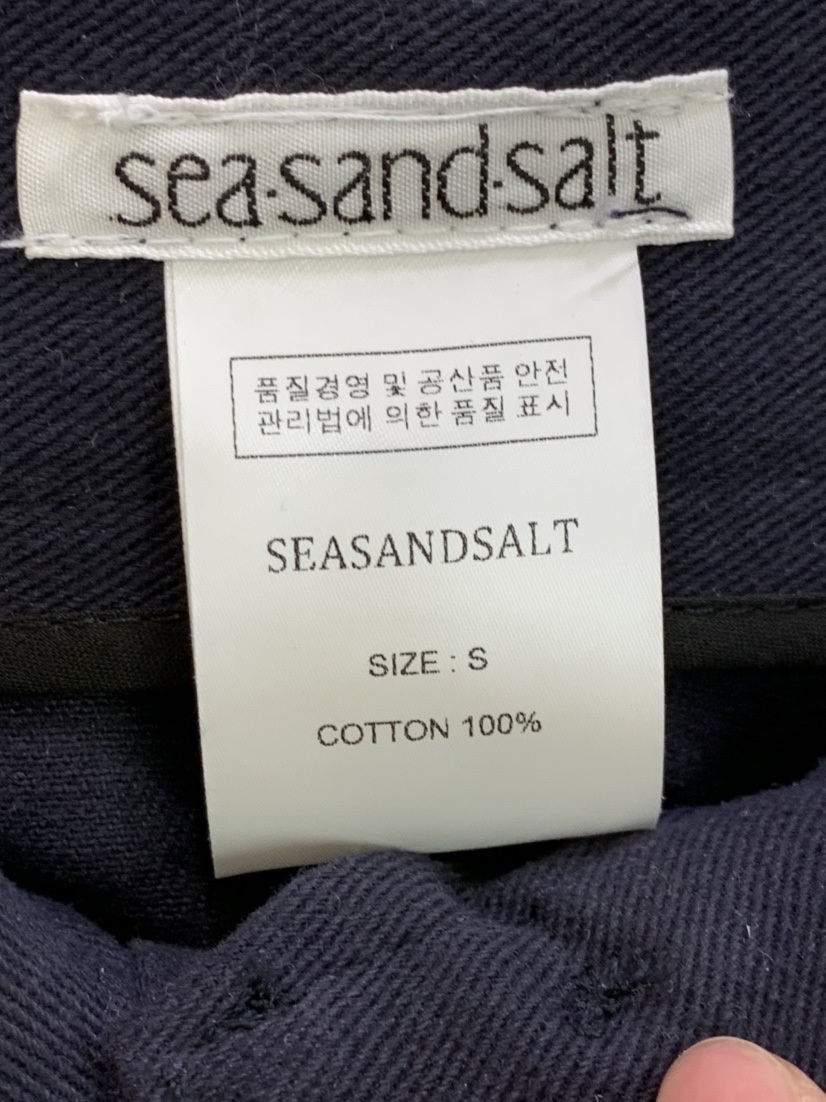 sea·sand·salt
품질경영 및 공산품 안전
관리법에 의한 품질 표시
SEASANDSALT
SIZE : S
COTTON 100%